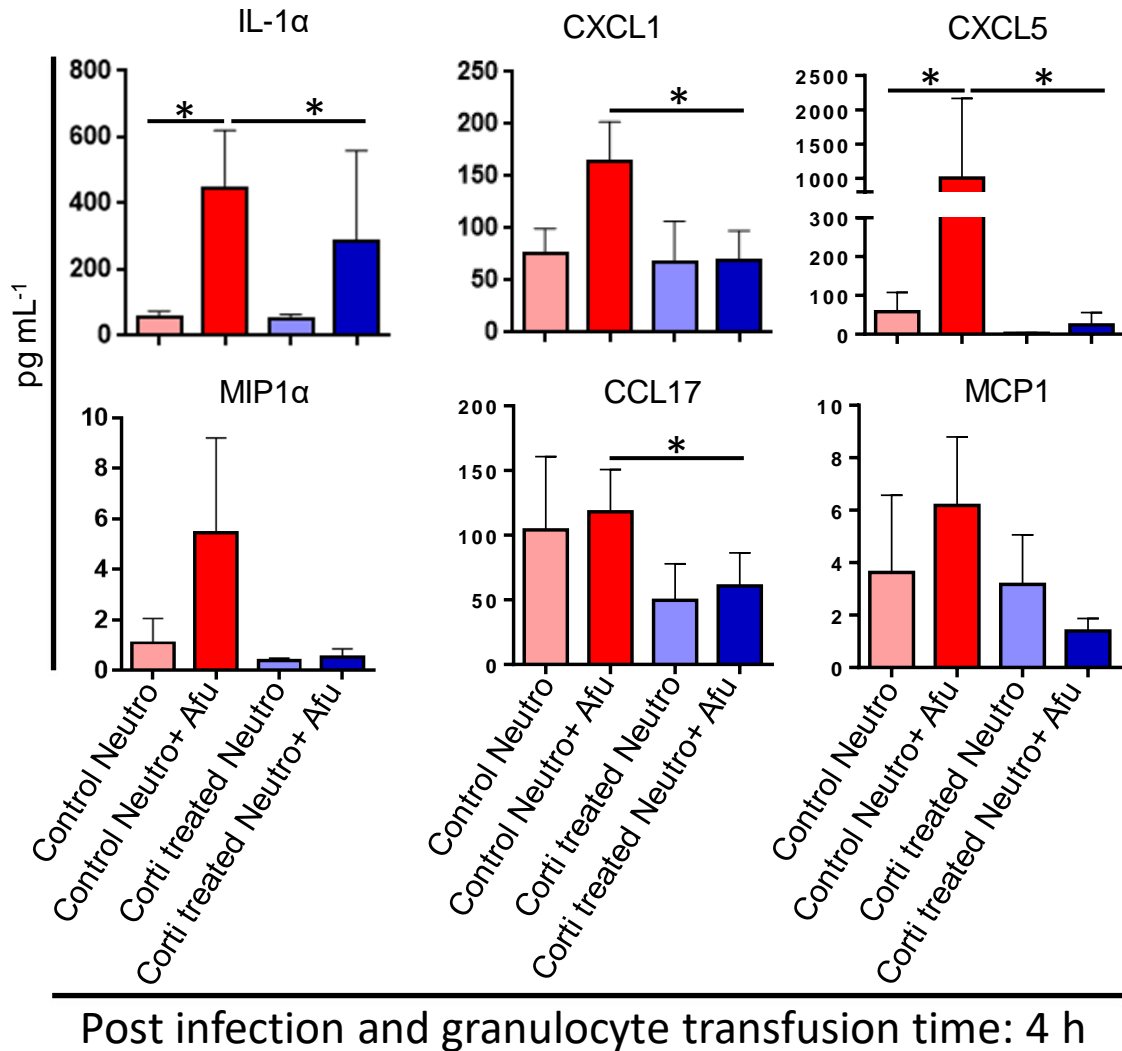 IL-1α
CXCL1
CXCL5
800
600
400
200
0
*
*
250
200
150
100
50
0
*
2500
2000
1500
1000
300
200
100
0
*
*
pg mL-1
MIP1α
CCL17
MCP1
10
8
6
4
2
0
200
150
100
50
0
*
10
8
6
4
2
0
Control Neutro
Control Neutro+ Afu
Corti treated Neutro
Corti treated Neutro+ Afu
Control Neutro
Control Neutro+ Afu
Corti treated Neutro
Corti treated Neutro+ Afu
Control Neutro
Control Neutro+ Afu
Corti treated Neutro
Corti treated Neutro+ Afu
Post infection and granulocyte transfusion time: 4 h